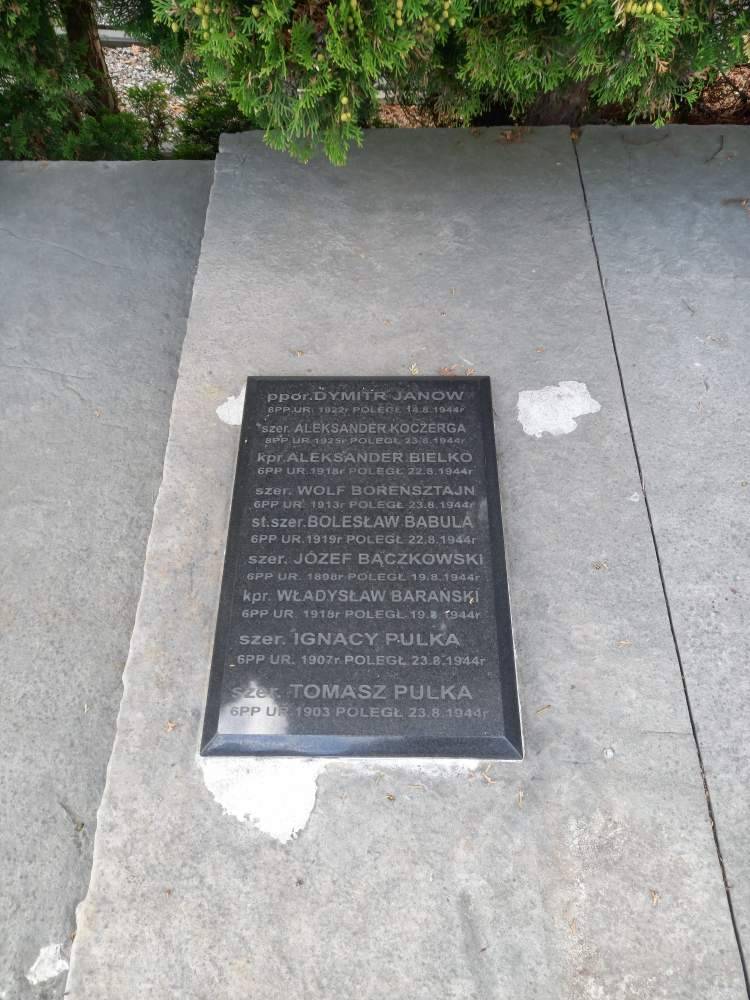 ppor. DYMITR JANOW
6PP.UR. 1922r POLEGŁ 14.8.1944r
szer. ALEKSANDER KOCZERGA
8PP.UR 1925r POLEGŁ 23.8.1944r
kpr. ALEKSANDER BIELKO
6PP UR. 1918r POLEGŁ 22.8.1944r
szer. WOLF BORENSZTAJN
6PP UR. 1913r POLEGŁ 23.8.1944r
st.szer. BOLESŁAW BABULA
6PP.UR. 1919r POLEGŁ 22.8.1944r
szer. JÓZEF BĄCZKOWSKI
6PP UR. 1898r POLEGŁ 19.8.1944r
kpr. WŁADYSŁAW BARAŃSKI
6PP UR. 1918r POLEGŁ 19.8.1944r
szer. IGNACY PULKA
6PP UR. 1907r. POLEGŁ 23.8.1944r
szer. TOMASZ PULKA
6PP UR. 1903 POLEGŁ 23.8.1944r